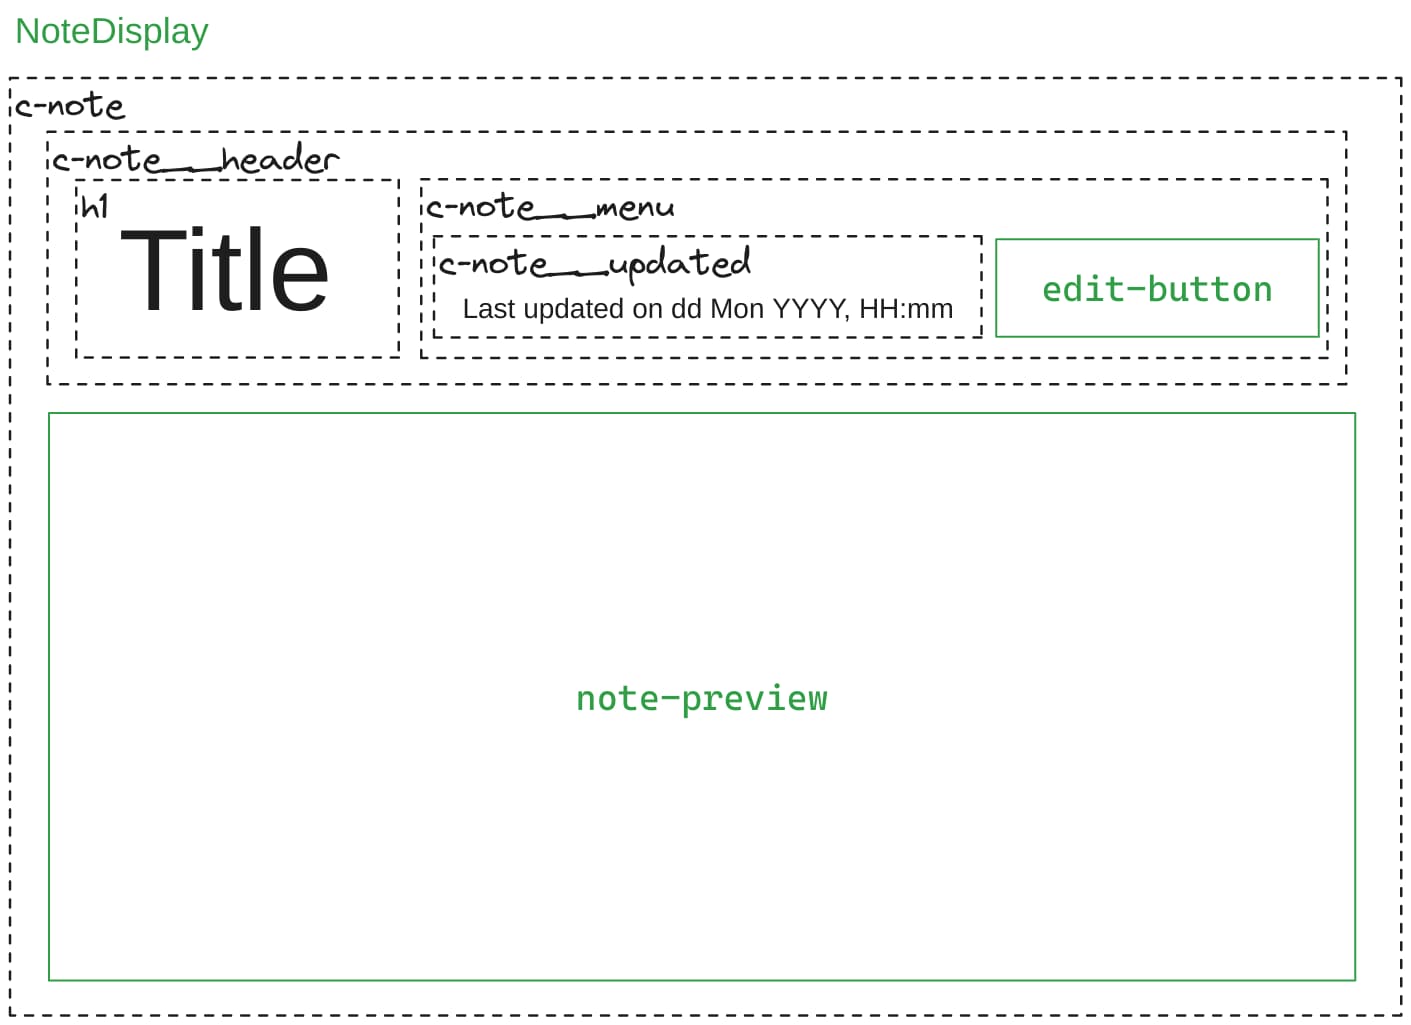 NoteDisplay
c-note
c-note__header
h1
Title
c-note__menu
c-note__updated
Last updated on dd Mon YYYY, HH:mm
edit-button
note-preview